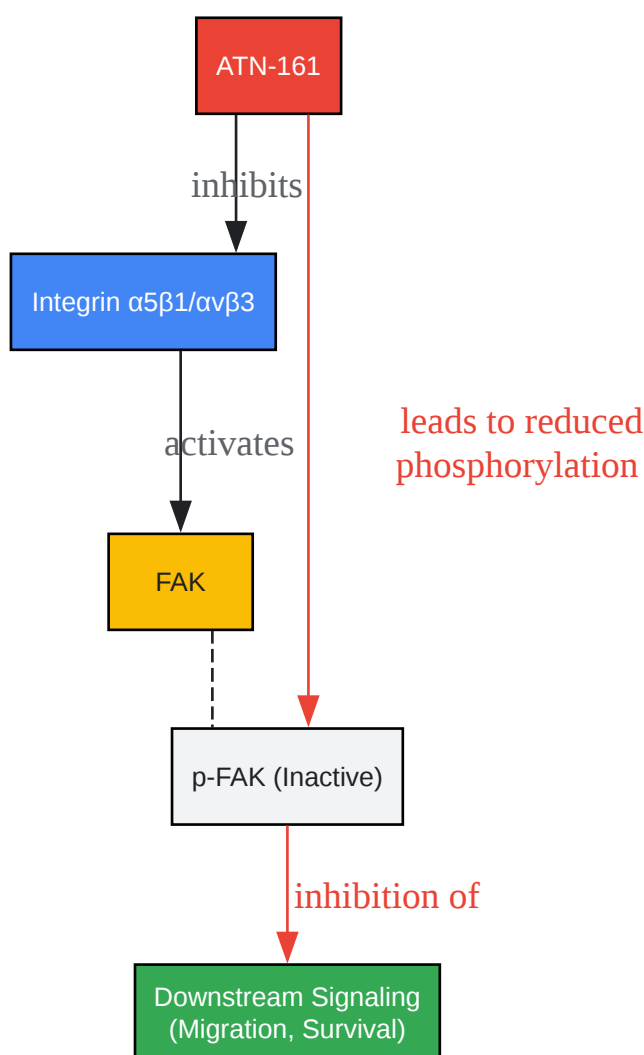 ATN-161
inhibits
Integrin α5β1/αvβ3
activates
leads to reduced
phosphorylation
FAK
p-FAK (Inactive)
inhibition of
Downstream Signaling
(Migration, Survival)